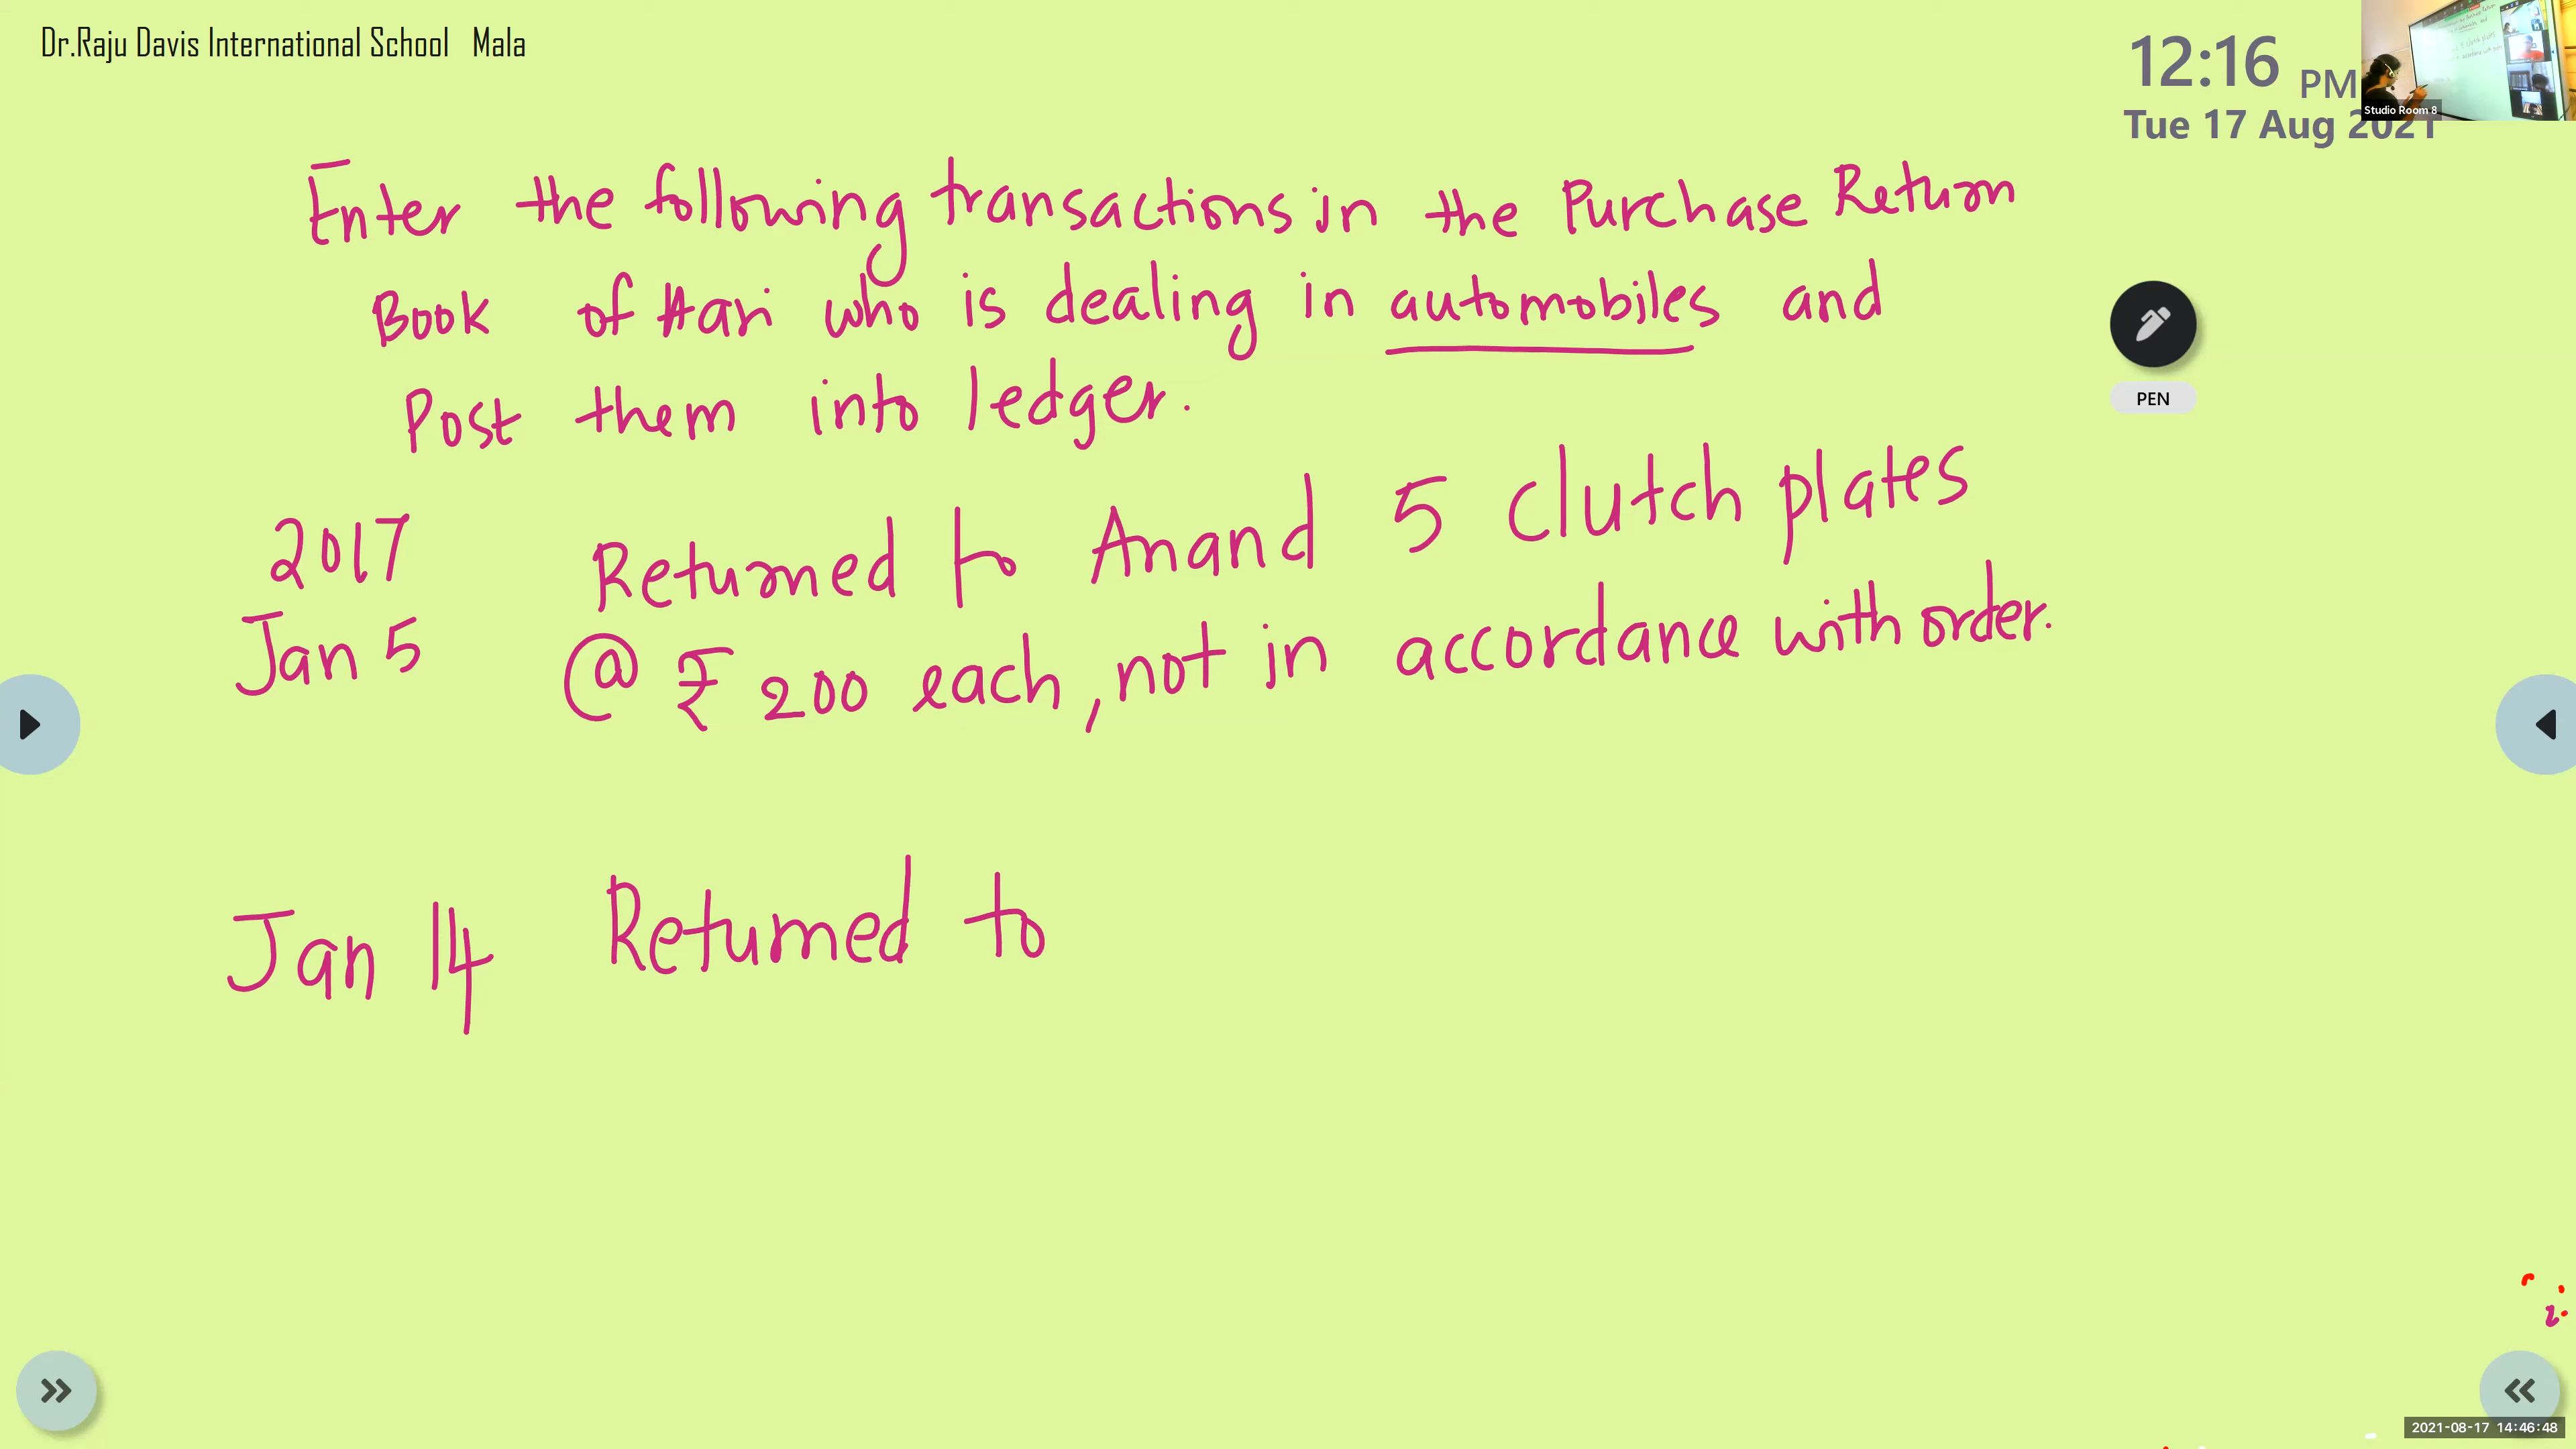 Dr.Raju Davis International School Mala
12:16 PM
Tue 17 Aug 2021
Studio Room 8
Enter the following transactions in the Purchase Return
Book of Hari who is dealing in automobiles and
Post them into ledger.
PEN
2017
Jan 5 Returned to Anand 5 Clutch plates
@ ₹ 200 each, not in accordance with order.
Jan 14 Returned to
2021-08-17 14:46:48